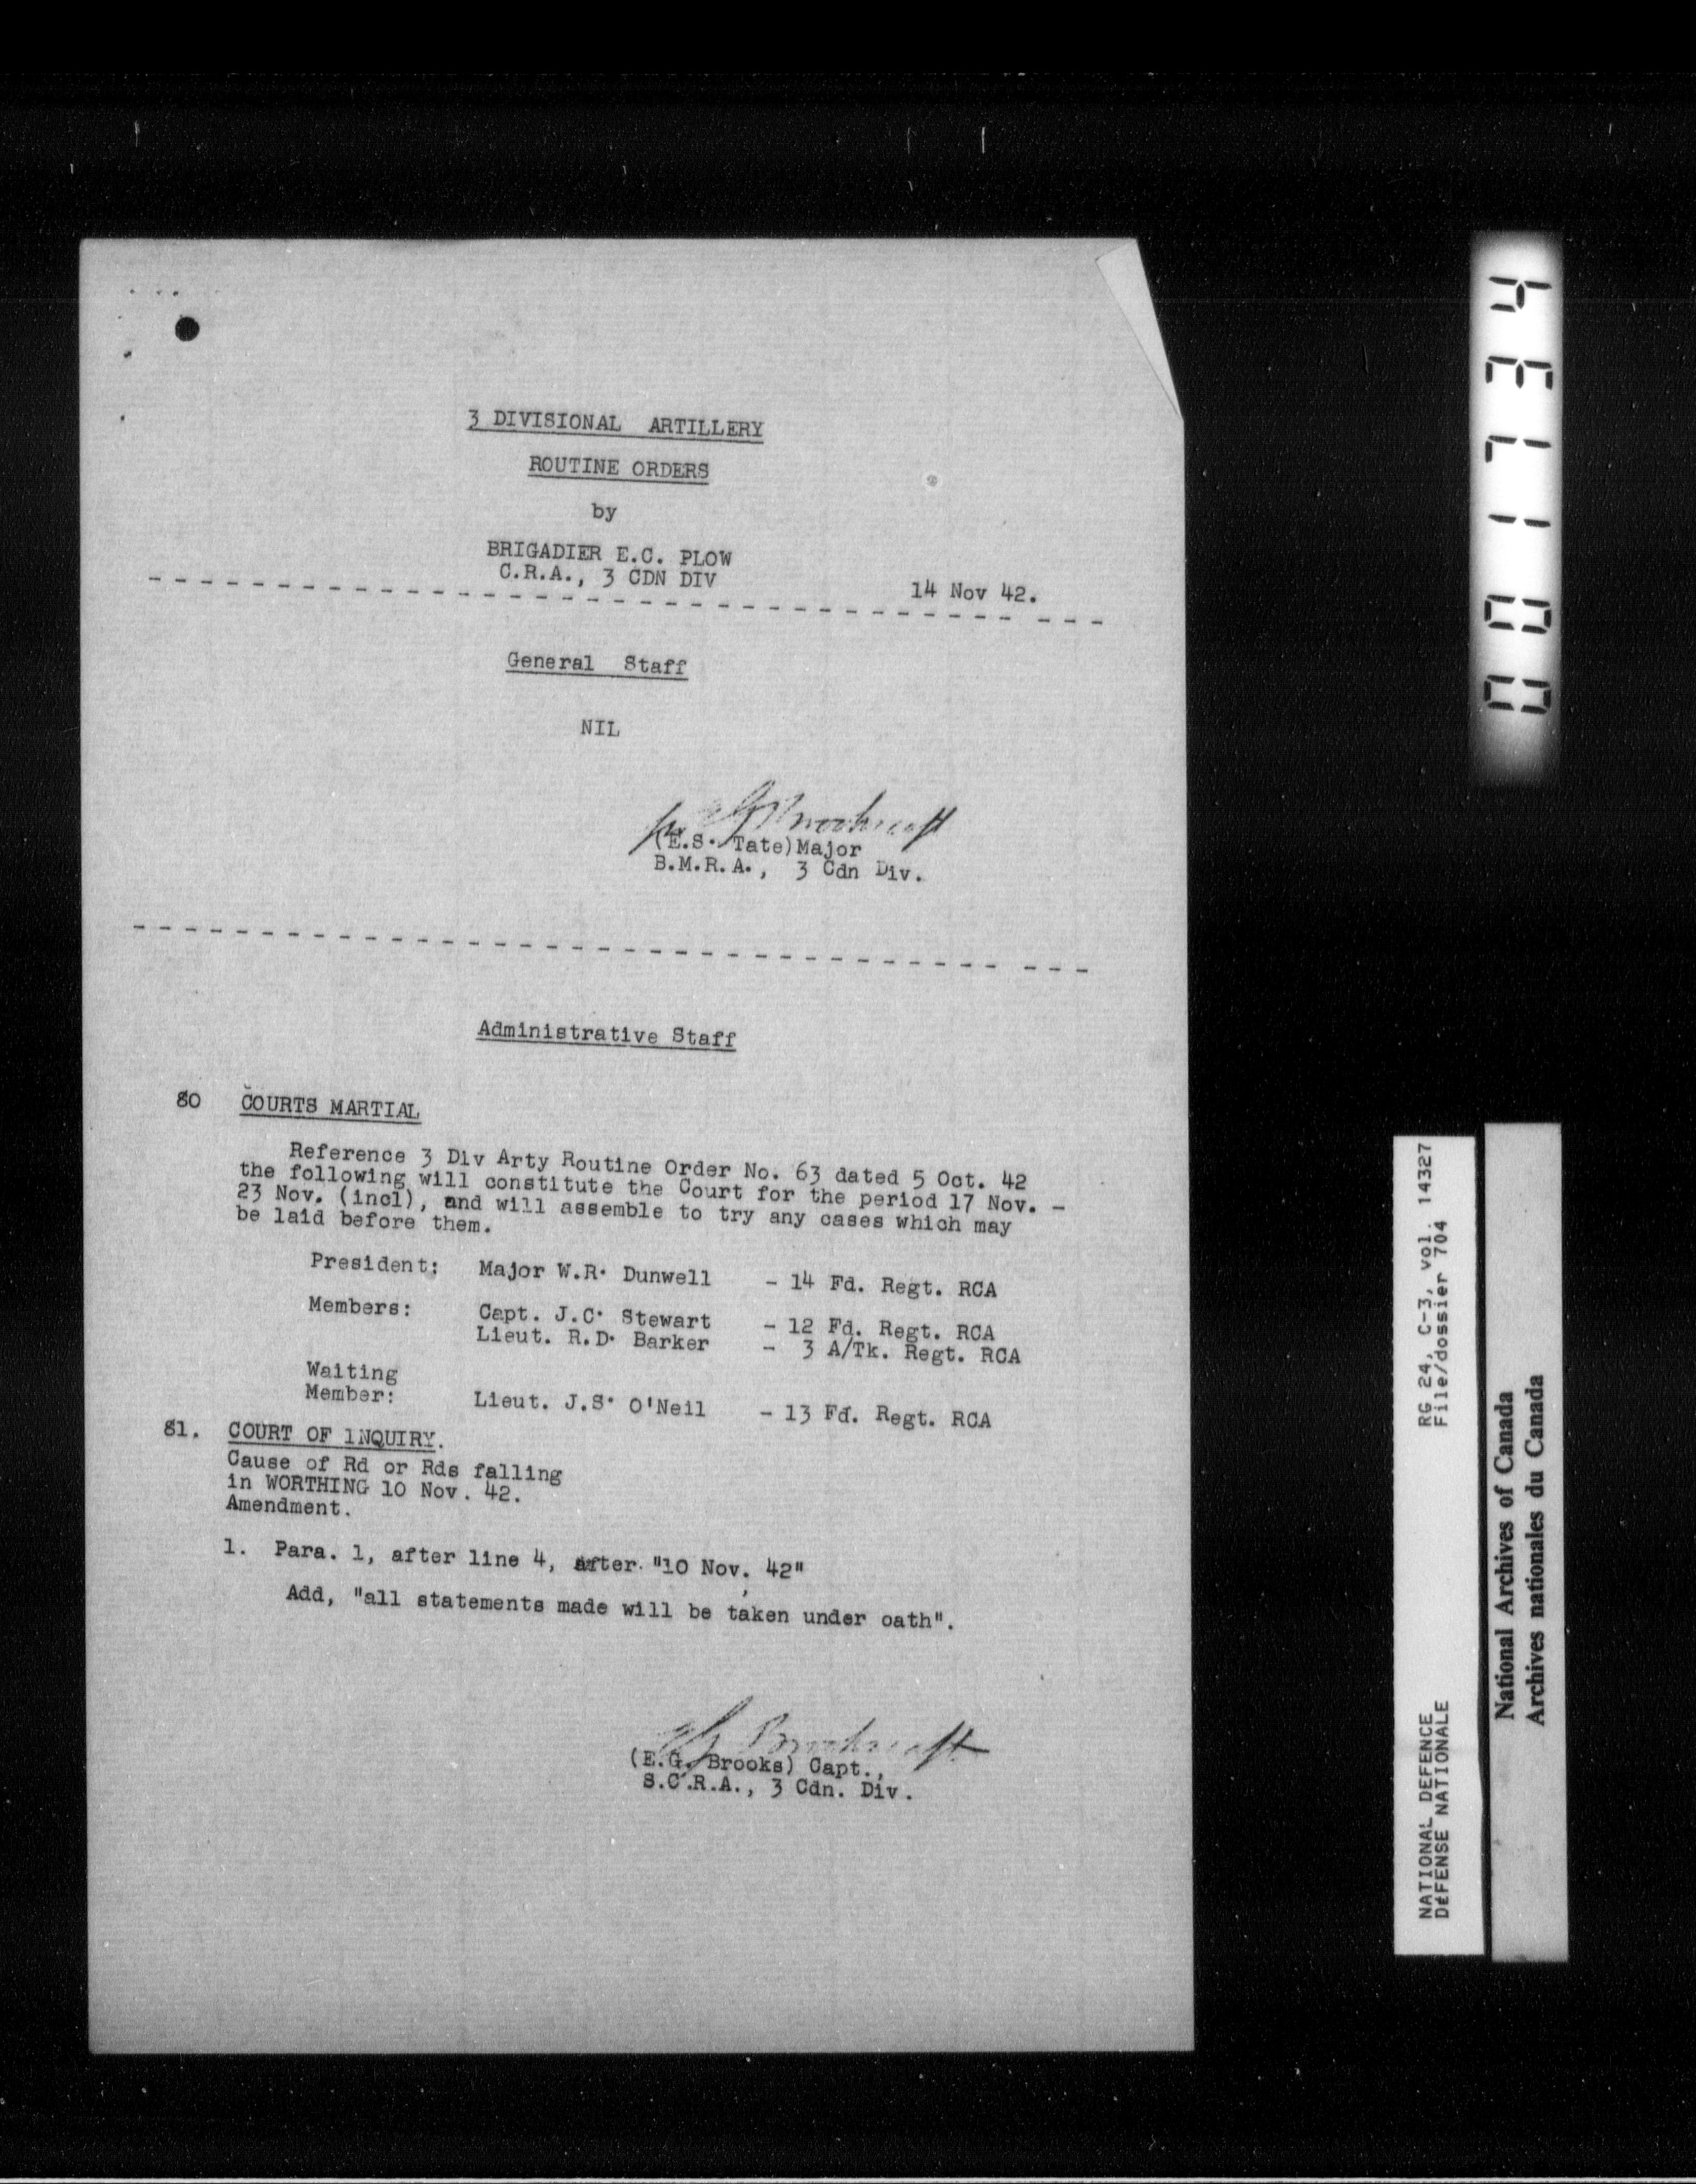 3 DIVISIONAL ARTILLERY
ROUTINE ORDERS
by
BRIGADIER E.C. PLOW
C.R.A., 3 CDN DIV
14 Nov 42.
General Staff
NIL
(E.S. Tate)Major
B.M.R.A., 3 Cdn Div.
Administrative Staff
80 COURTS MARTIAL
Reference 3 Div Arty Routine Order No. 63 dated 5 Oct. 42
the following will constitute the Court for the period 17 Nov. -
23 Nov. (incl), and will assemble to try any cases which may
be laid before them.
President: Major W.R. Dunwell - 14 Fd. Regt. RCA
Members: Capt. J.C. Stewart - 12 Fd. Regt. RCA
Lieut. R.D. Barker - 3 A/Tk. Regt. RCA
Waiting
Member: Lieut. J.S. O'Neil - 13 Fd. Regt. RCA
81. COURT OF INQUIRY.
Cause of Rd or Rds falling
in WORTHING 10 Nov. 42.
Amendment.
1. Para. 1, after line 4, after "10 Nov. 42"
Add, "all statements made will be taken under oath".
(E.G. Brooks) Capt.,
S.C.R.A., 3 Cdn. Div.
001734
NATIONAL DEFENCE RG 24, C-3, vol. 14327
DéFENSE NATIONALE File/dossier 704
National Archives of Canada
Archives nationales du Canada